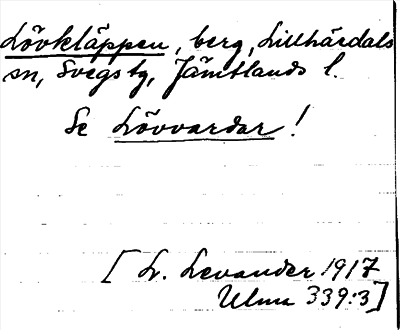 Lövkläppen, berg, Lillhärdals
sn, Svegs tg, Jämtlands l.
Se Lövvardar!
[L. Levander 1917
Ulma 339:3]